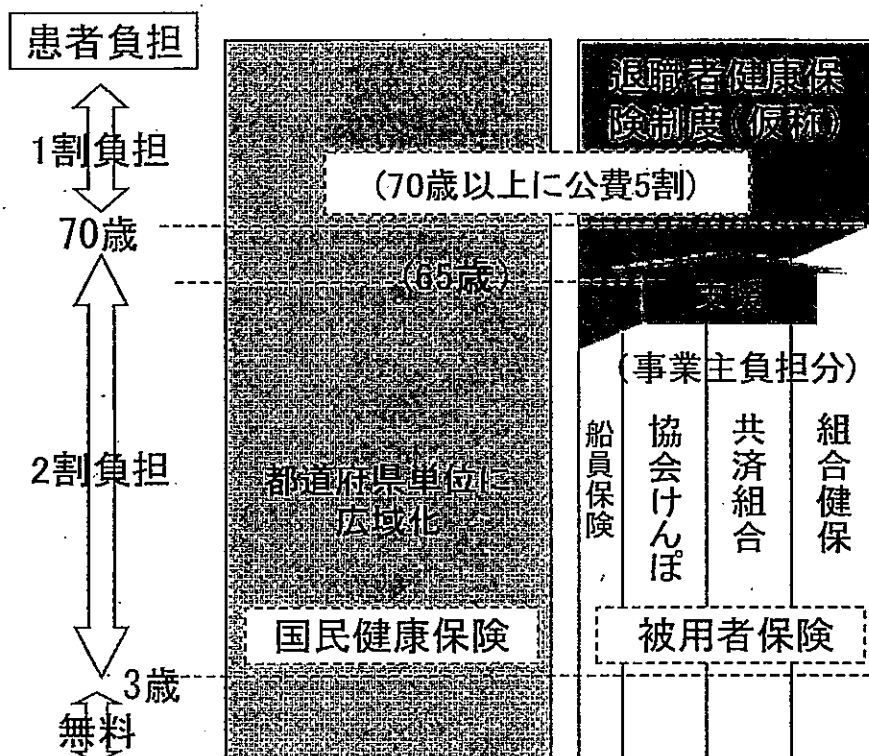 患者負担
1割負担
70歳
2割負担
3歳
無料
(70歳以上に公費5割)
(65歳)
都道府県単位に
広域化
国民健康保険
退職者健康保
険制度(仮称)
支援
(事業主負担分)
船員保険
協会けんぽ
共済組合
組合健保
被用者保険